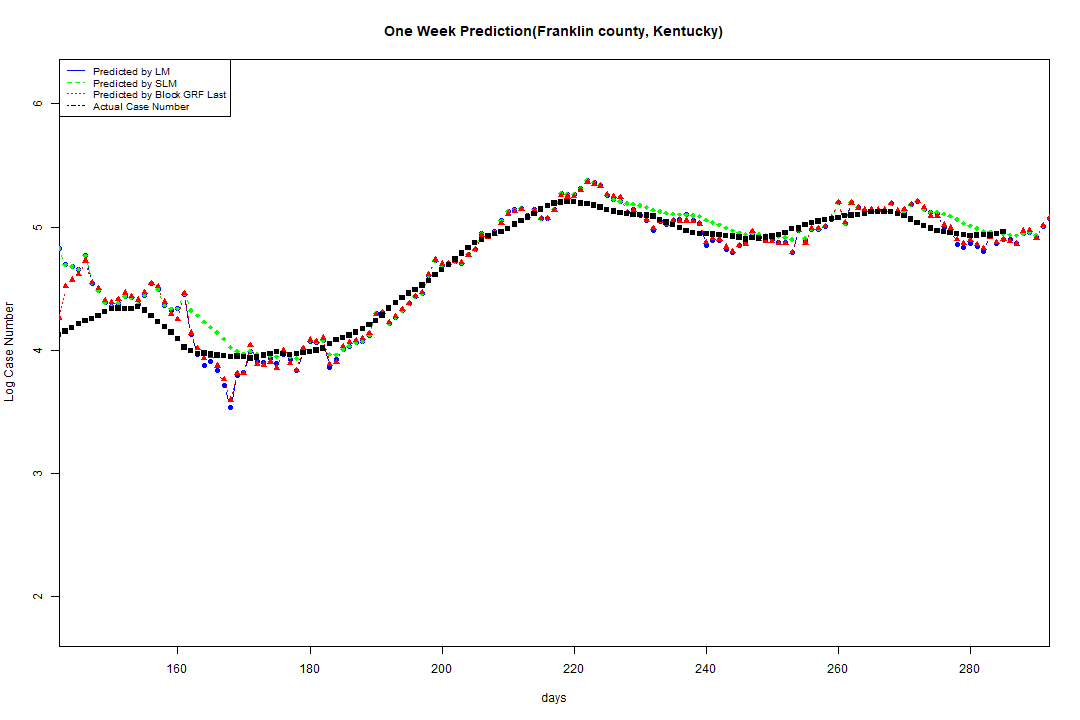 One Week Prediction(Franklin county, Kentucky)
Predicted by LM
Predicted by SLM
Predicted by Block GRF Last
Actual Case Number
6
5
4
3
2
Log Case Number
160 180 200 220 240 260 280
days